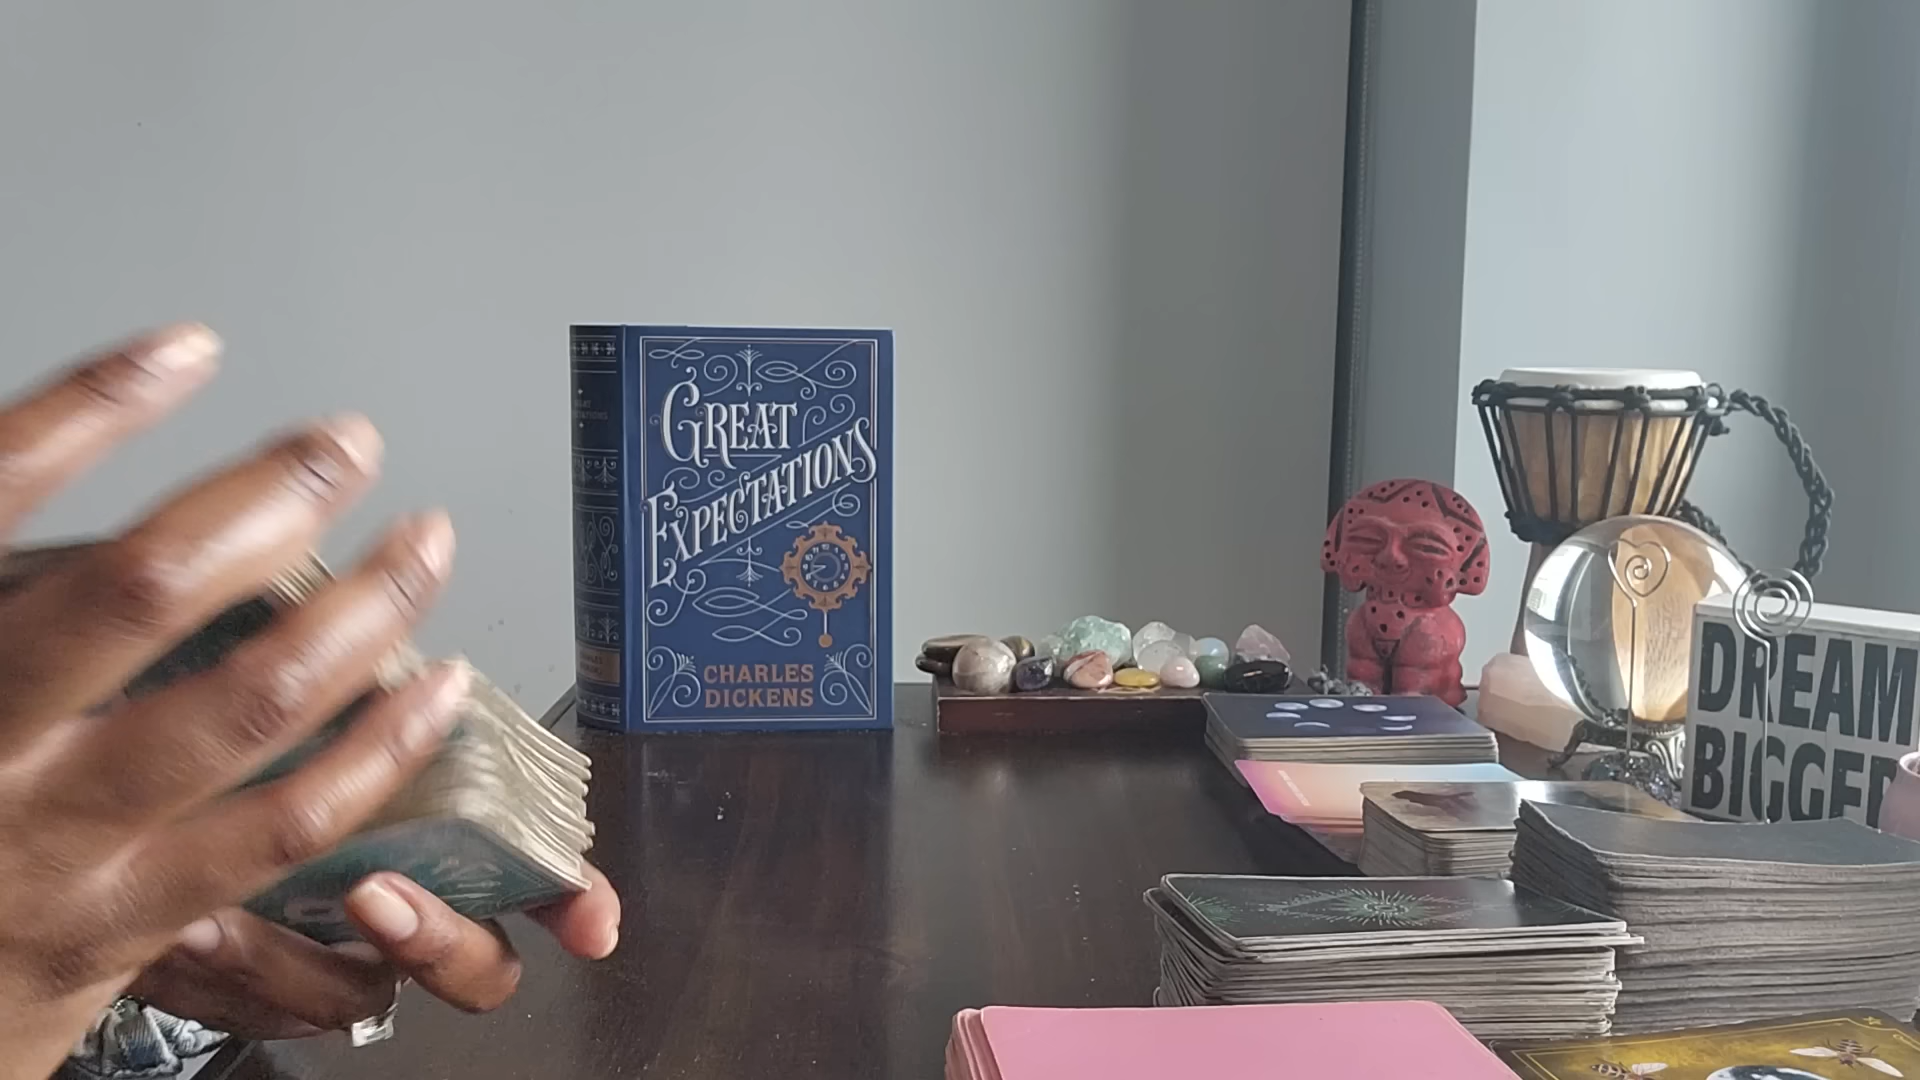 GREAT
EXPECTATIONS
CHARLES
DICKENS
DREAM
BIGGER